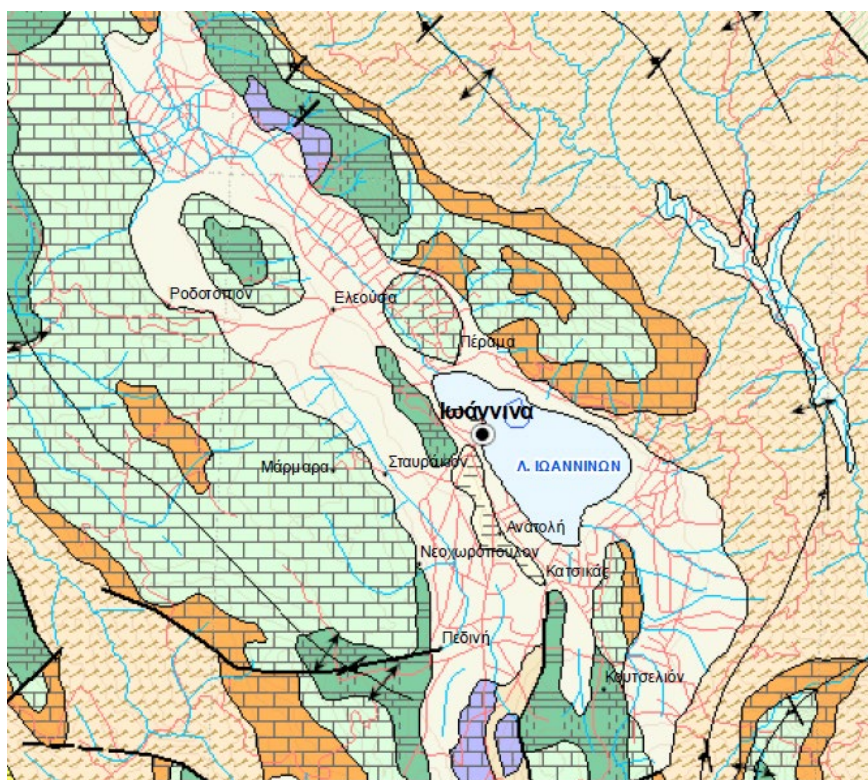 Ροδοτόπιον
Ελεούσα
Πέραμα
Ιωάννινα
Μάρμαρα
Σταυράκιον
Λ. ΙΩΑΝΝΙΝΩΝ
Ανατολή
Νεοχωρόπουλον
Κατσικάς
Πεδινή
Κουτσελιόν